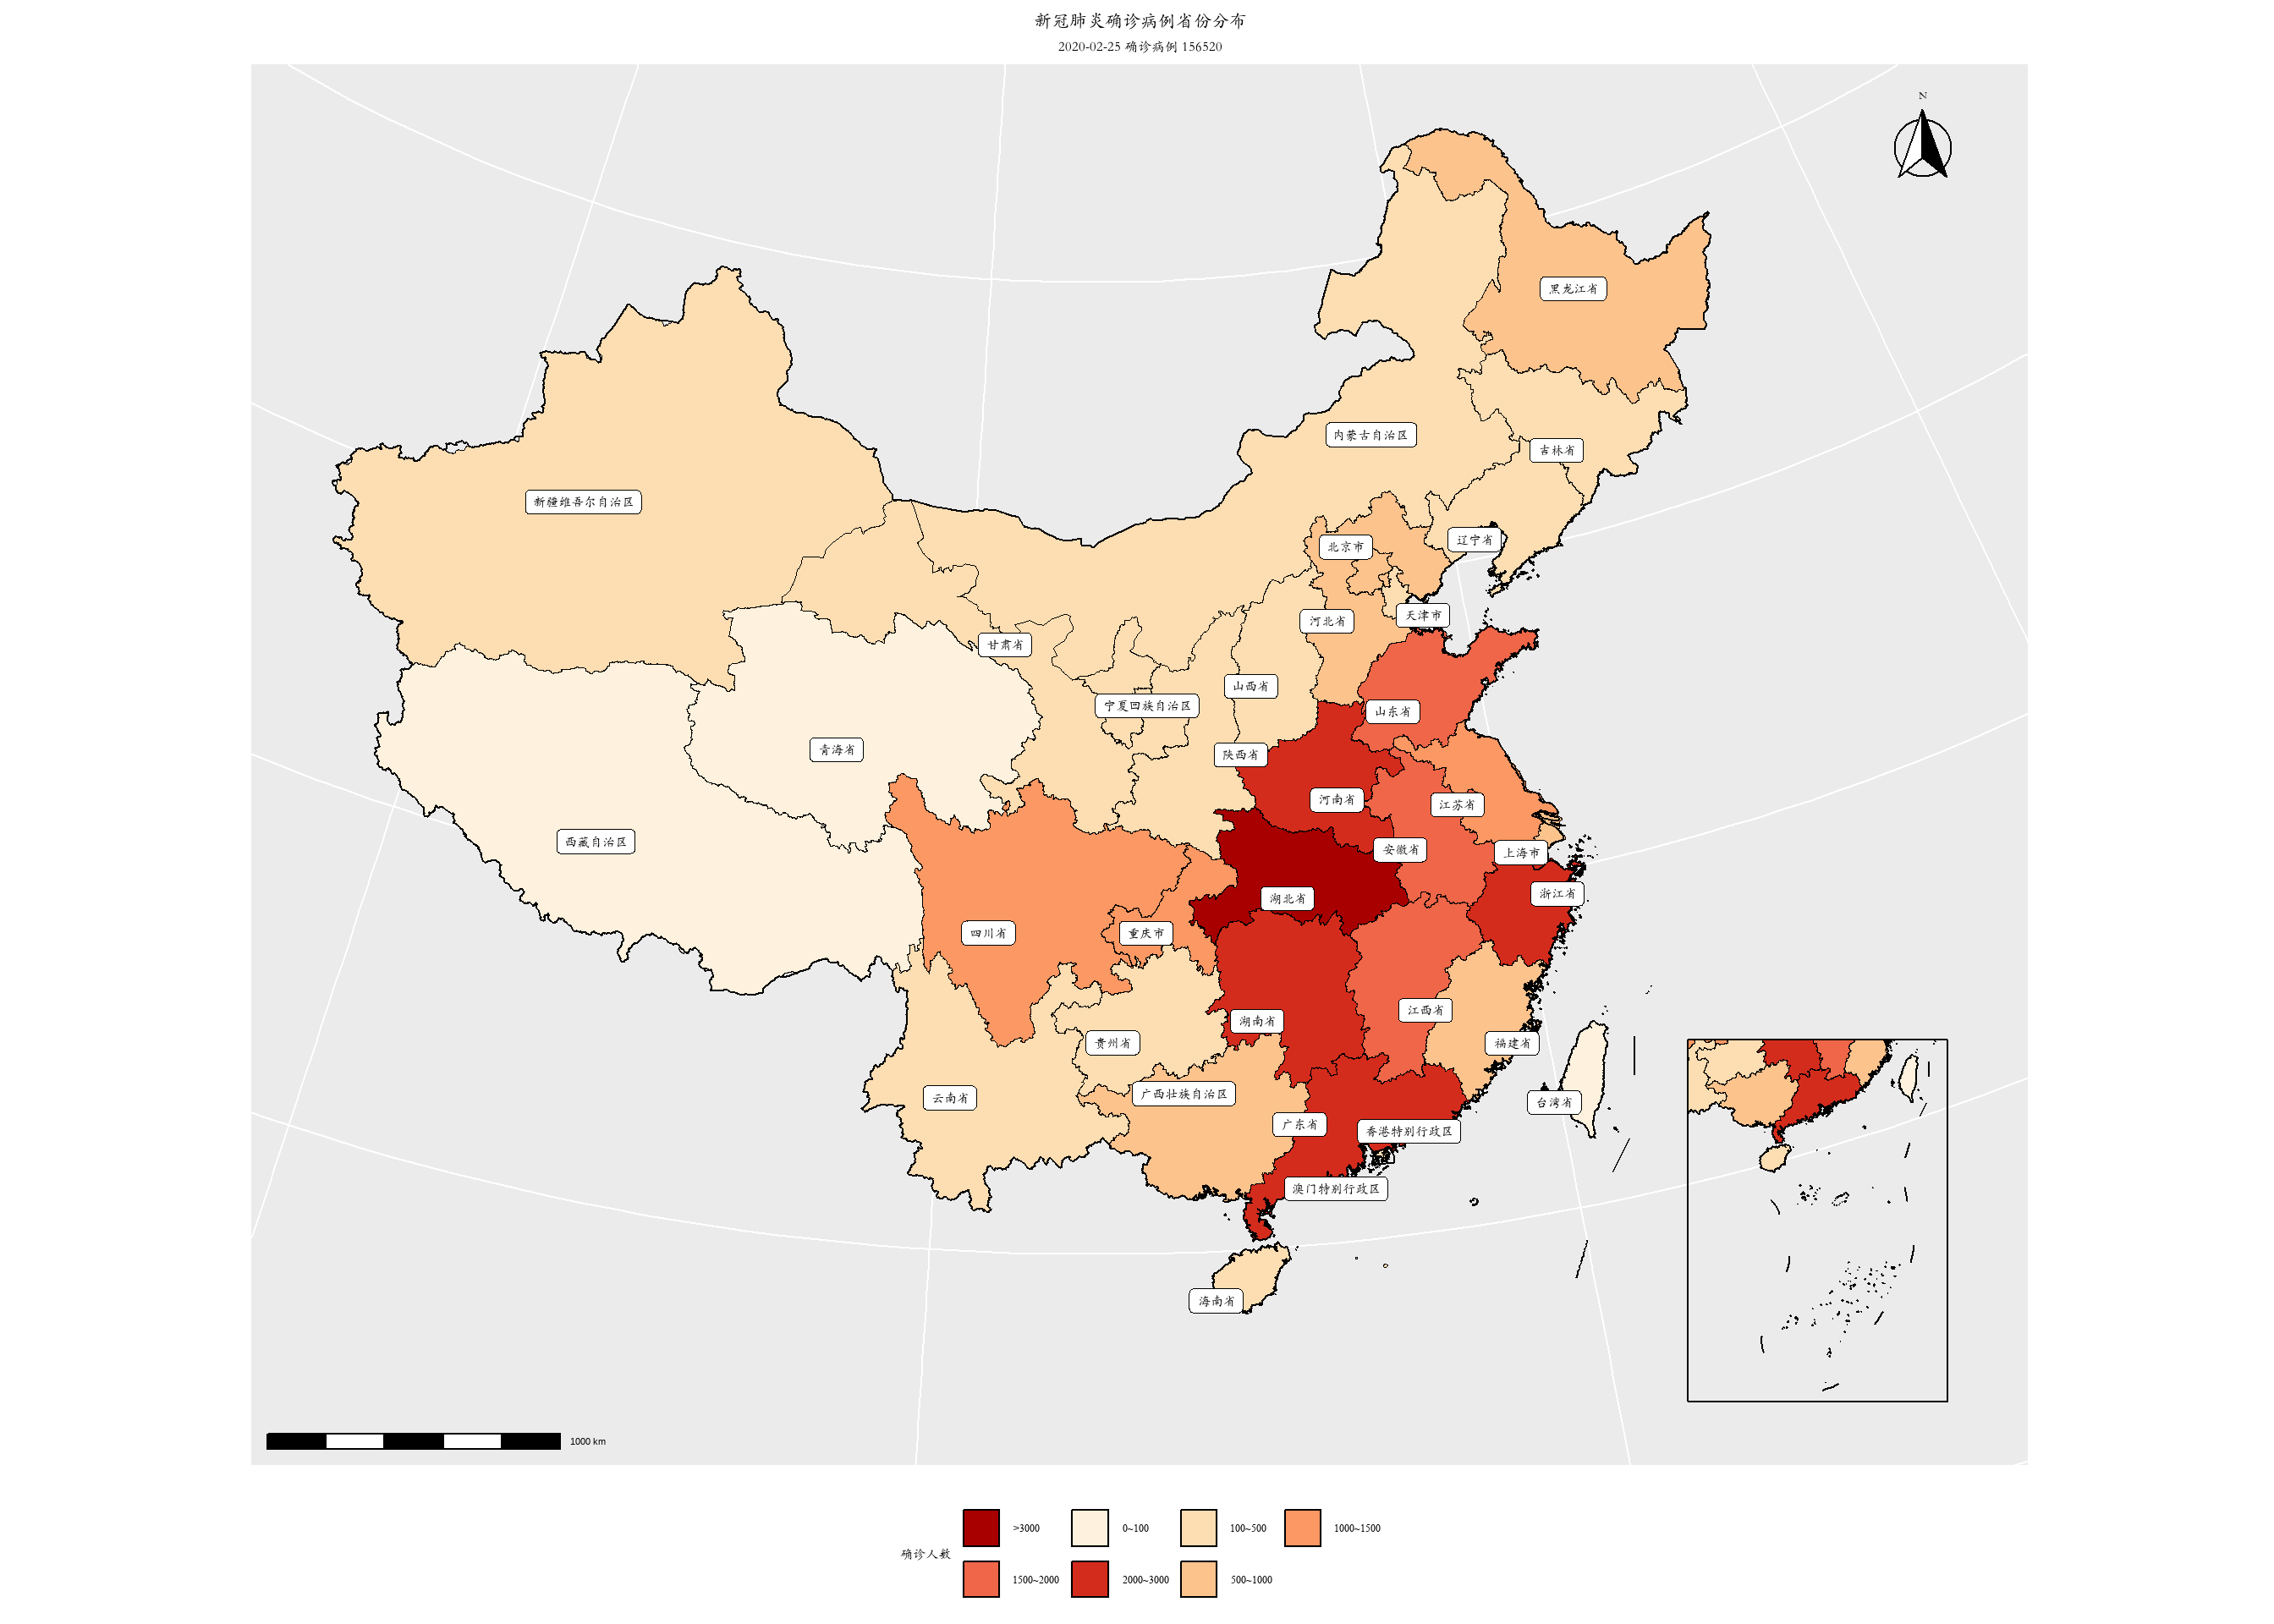 新冠肺炎确诊病例省份分布
2020-02-25 确诊病例 156520
N
黑龙江省
内蒙古自治区
吉林省
新疆维吾尔自治区
辽宁省
北京市
天津市
河北省
甘肃省
山西省
宁夏回族自治区
山东省
青海省
陕西省
河南省
江苏省
西藏自治区
安徽省
上海市
浙江省
湖北省
四川省
重庆市
江西省
湖南省
贵州省
福建省
广西壮族自治区
云南省
台湾省
广东省
香港特别行政区
澳门特别行政区
海南省
1000 km
确诊人数
>3000
0~100
100~500
1000~1500
1500~2000
2000~3000
500~1000